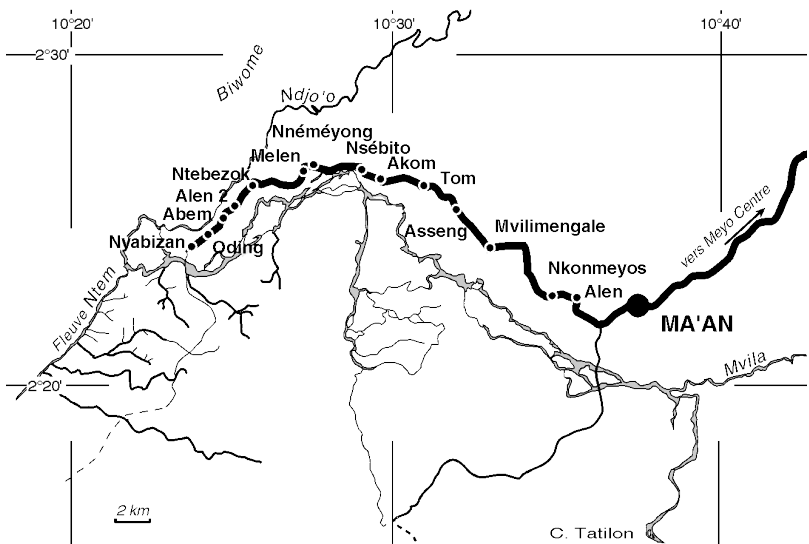 10°20'
10°30'
10°40'
2°30'
Biwome
Ndjo'o
Nnéméyong
Melen
Nsébito
Akom
Ntebezok
Tom
Alen 2
Abem
Asseng
Mvilimengale
Nyabizan
Oding
vers Meyo Centre
Nkonmeyos
Alen
Fleuve Ntem
MA'AN
Mvila
2°20'
2 km
C. Tatilon